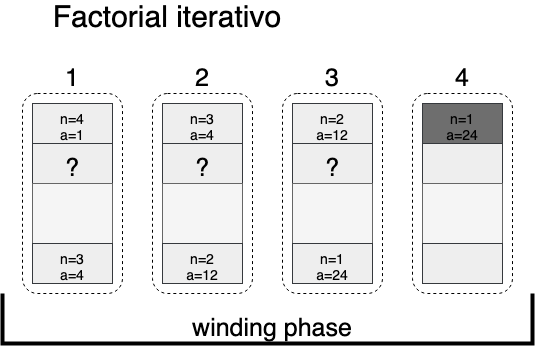 Factorial iterativo
1
2
3
4
n=4
a=1
?
n=3
a=4
n=3
a=4
?
n=2
a=12
n=2
a=12
?
n=1
a=24
n=1
a=24
winding phase